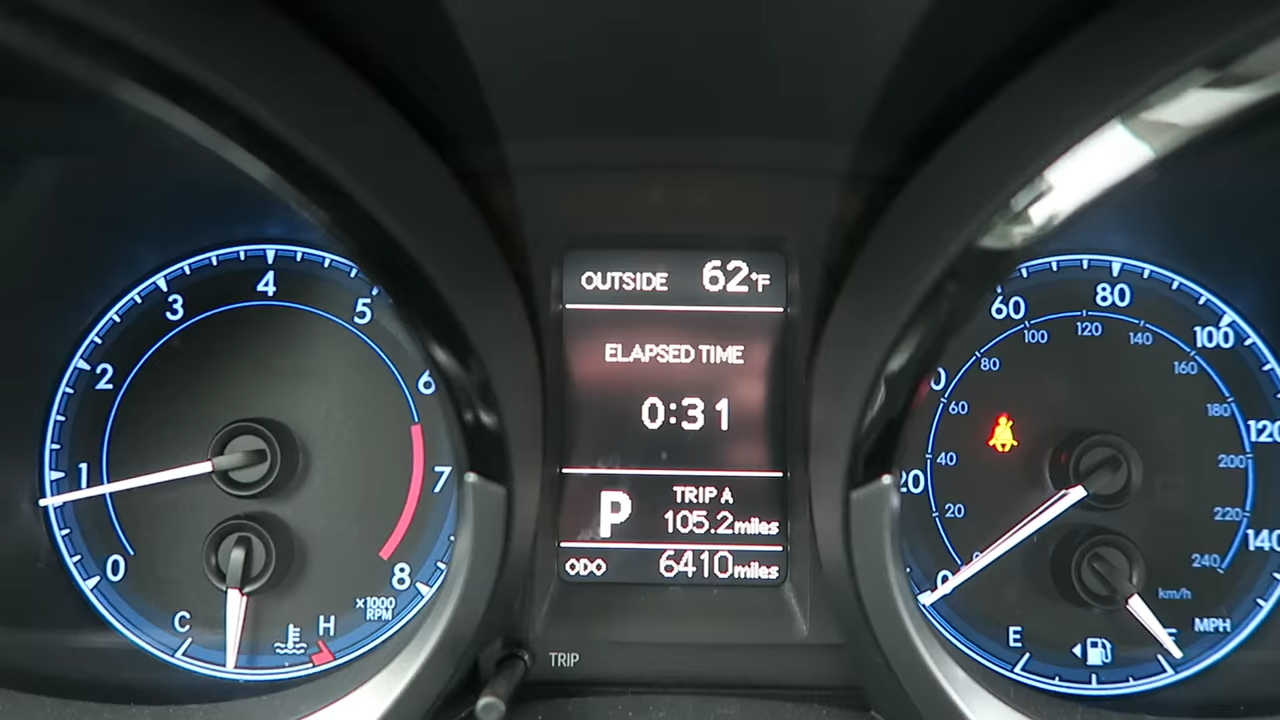 4
3
5
2
6
1
7
0
8
x1000
RPM
C
H
OUTSIDE 62°F
ELAPSED TIME
0:31
P
TRIP A
105.2miles
ODO 6410miles
TRIP
60
80
100
120
140
20
0
20
40
60
80
100
120
140
160
180
200
220
240
km/h
MPH
E